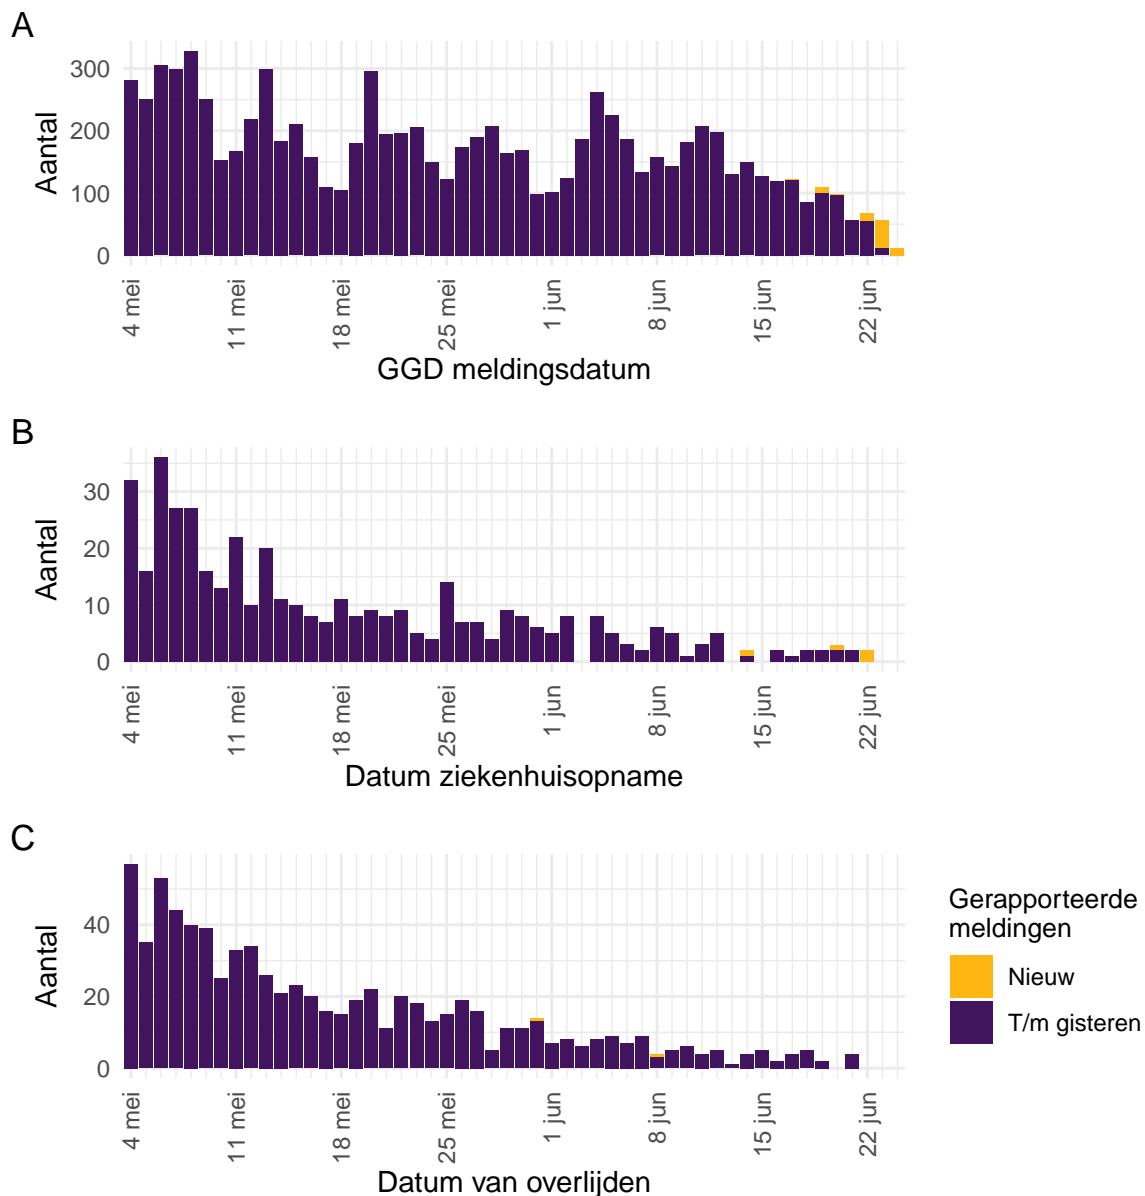 A
Aantal
300
200
100
0
4 mei
11 mei
18 mei
25 mei
1 jun
8 jun
15 jun
22 jun
GGD meldingsdatum
B
Aantal
30
20
10
0
4 mei
11 mei
18 mei
25 mei
1 jun
8 jun
15 jun
22 jun
Datum ziekenhuisopname
C
Aantal
40
20
0
4 mei
11 mei
18 mei
25 mei
1 jun
8 jun
15 jun
22 jun
Datum van overlijden
Gerapporteerde
meldingen
Nieuw
T/m gisteren